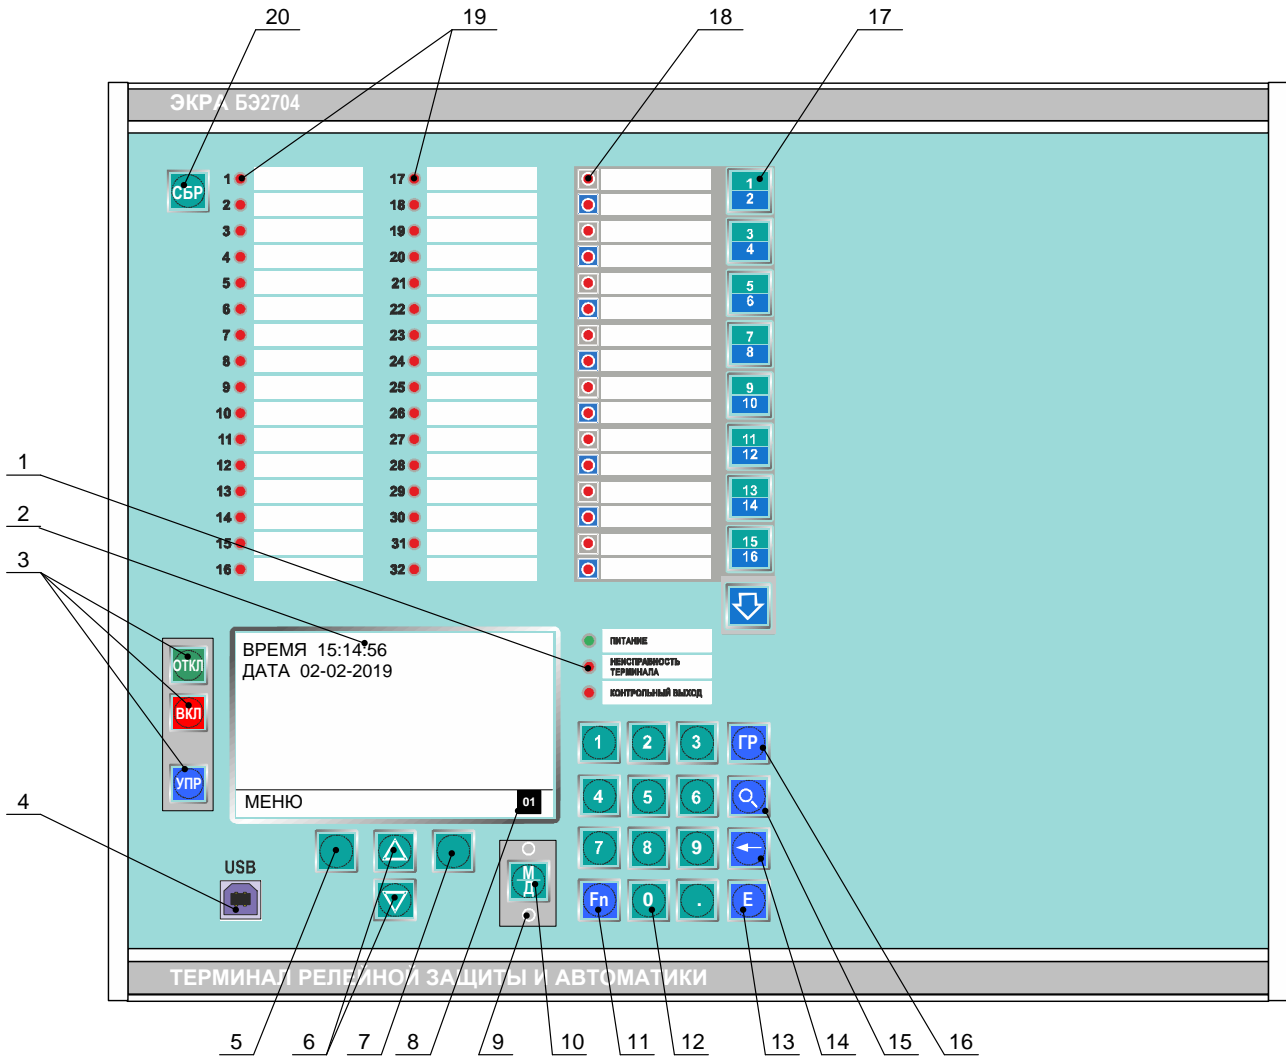 20 19 18 17
ЭКРА БЭ2704
СБР
1 17 1
2 18 2
3 19 3
4 20 4
5 21 5
6 22 6
7 23 7
8 24 8
9 25 9
10 26 10
11 27 11
12 28 12
13 29 13
14 30 14
15 31 15
16 32 16
1
2
3
4
ОТКЛ
ВКЛ
УПР
ВРЕМЯ 15:14:56
ДАТА 02-02-2019
МЕНЮ 01
ПИТАНИЕ
НЕИСПРАВНОСТЬ
ТЕРМИНАЛА
КОНТРОЛЬНЫЙ ВЫХОД
1 2 3 ГР
4 5 6
7 8 9
Fn 0 . E
USB
М
Д
ТЕРМИНАЛ РЕЛЕЙНОЙ ЗАЩИТЫ И АВТОМАТИКИ
5 6 7 8 9 10 11 12 13 14 15 16